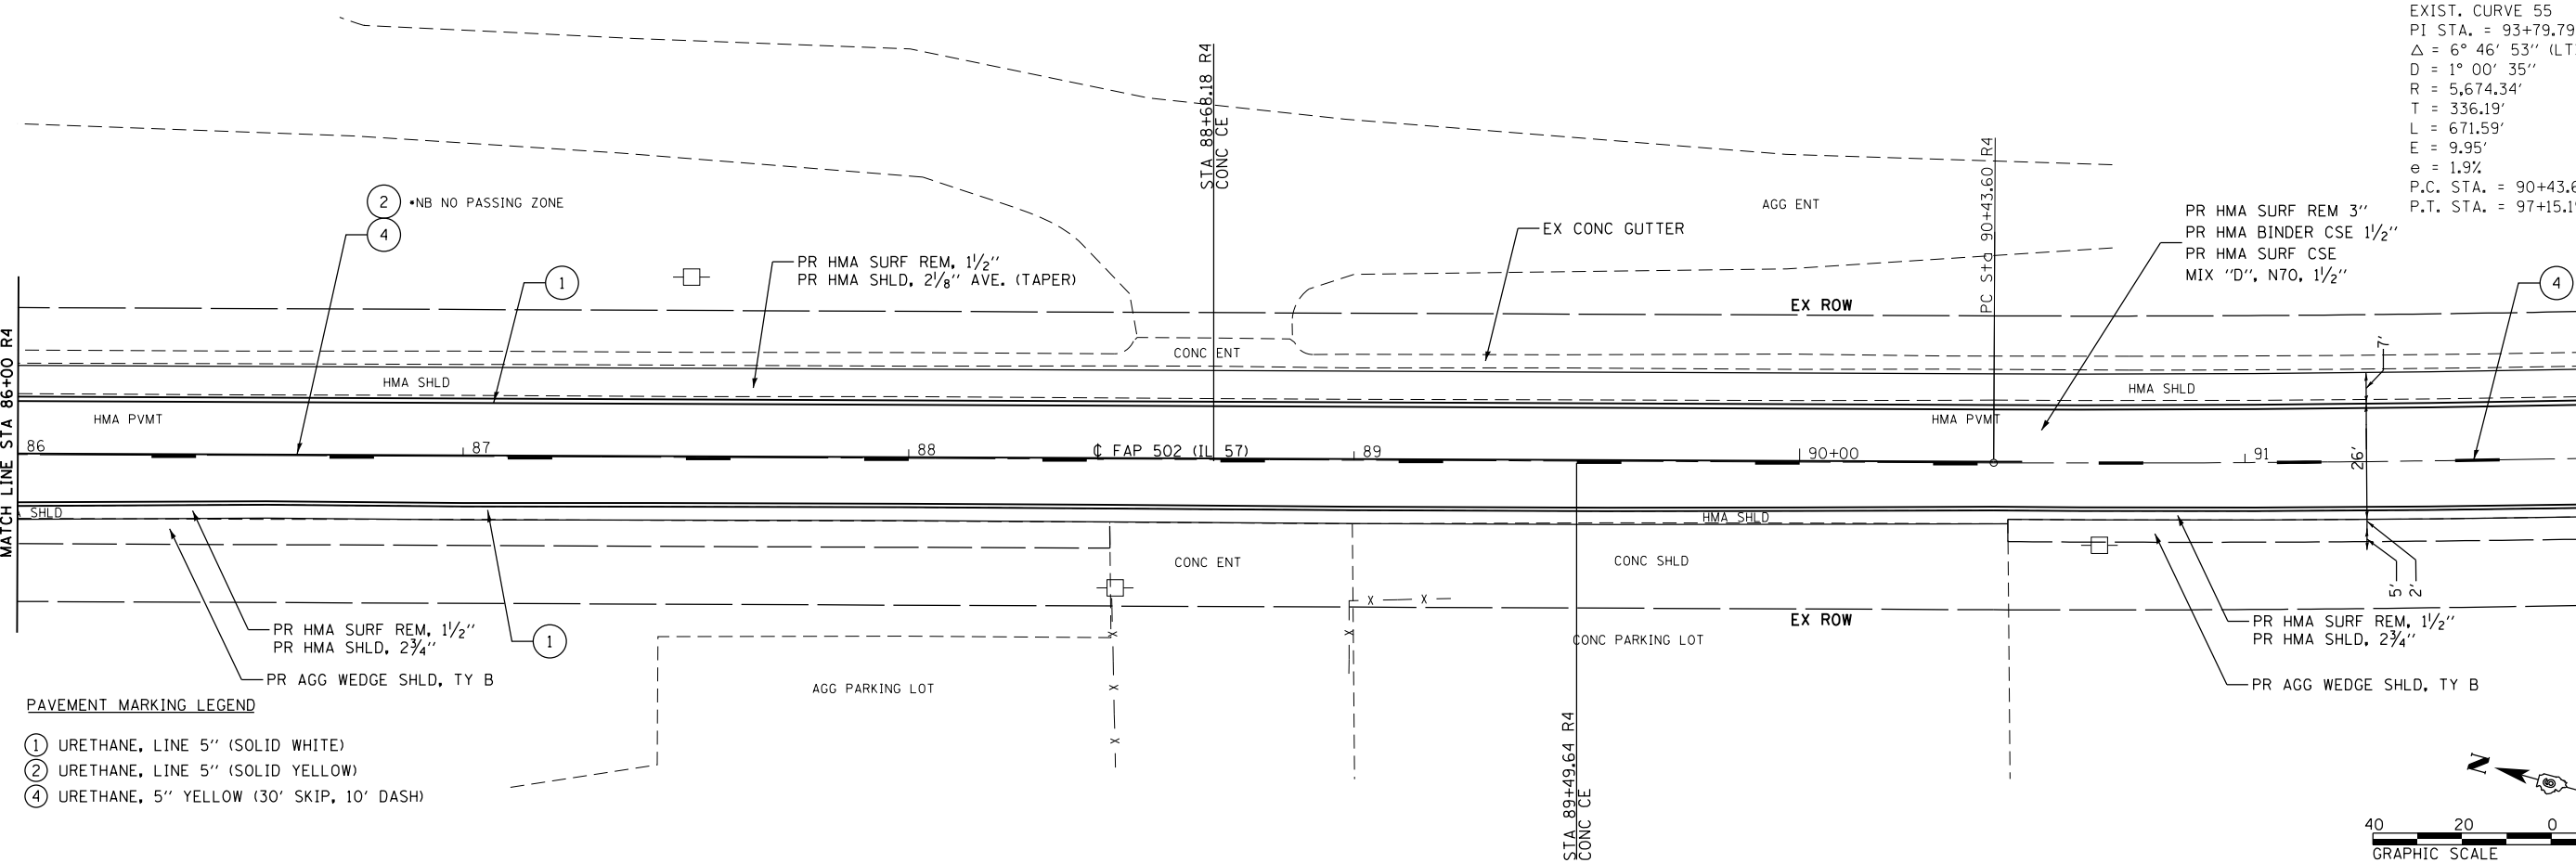 EXIST. CURVE 55
PI STA. = 93+79.79
△ = 6° 46' 53" (LT
D = 1° 00' 35"
R = 5,674.34'
T = 336.19'
L = 671.59'
E = 9.95'
e = 1.9%
P.C. STA. = 90+43.6
P.T. STA. = 97+15.1
STA 88+68.18 R4
CONC CE
PC Sta 90+43.60 R4
2 *NB NO PASSING ZONE
4
AGG ENT
EX CONC GUTTER
PR HMA SURF REM 3"
PR HMA BINDER CSE 1½"
PR HMA SURF CSE
MIX "D", N70, 1½"
PR HMA SURF REM, 1½"
PR HMA SHLD, 2⅛" AVE. (TAPER)
1
4
EX ROW
CONC ENT
7'
HMA SHLD
HMA SHLD
HMA PVMT
HMA PVMT
MATCH LINE STA 86+00 R4
86
87
88
℄ FAP 502 (IL 57)
89
90+00
91
26'
SHLD
HMA SHLD
CONC ENT
CONC SHLD
5'
2'
X X
EX ROW
PR HMA SURF REM, 1½"
PR HMA SHLD, 2¾"
1
X
X
CONC PARKING LOT
PR HMA SURF REM, 1½"
PR HMA SHLD, 2¾"
PR AGG WEDGE SHLD, TY B
AGG PARKING LOT
X
PR AGG WEDGE SHLD, TY B
X
STA 89+49.64 R4
CONC CE
PAVEMENT MARKING LEGEND
1 URETHANE, LINE 5" (SOLID WHITE)
2 URETHANE, LINE 5" (SOLID YELLOW)
4 URETHANE, 5" YELLOW (30' SKIP, 10' DASH)
N
40 20 0
GRAPHIC SCALE